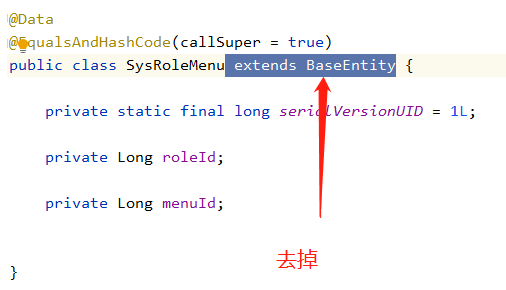 @Data
@EqualsAndHashCode(callSuper = true)
public class SysRoleMenu extends BaseEntity {
private static final long serialVersionUID = 1L;
private Long roleId;
private Long menuId;
去掉
}